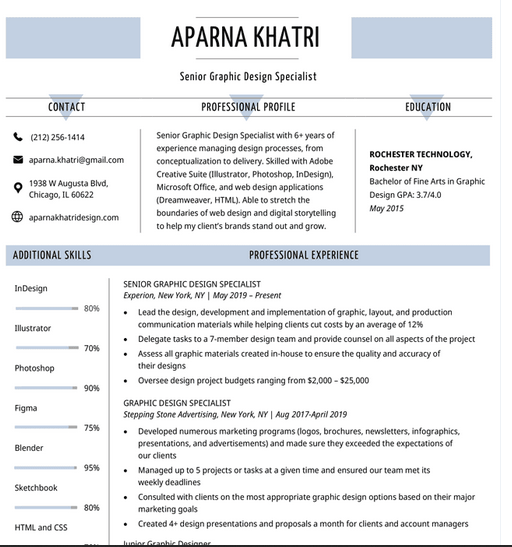 APARNA KHATRI
Senior Graphic Design Specialist
CONTACT
(212) 256-1414
aparna.khatri@gmail.com
1938 W Augusta Blvd,
Chicago, IL 60622
aparnakhatridesign.com
PROFESSIONAL PROFILE
Senior Graphic Design Specialist with 6+ years of
experience managing design processes, from
conceptualization to delivery. Skilled with Adobe
Creative Suite (Illustrator, Photoshop, InDesign),
Microsoft Office, and web design applications
(Dreamweaver, HTML). Able to stretch the
boundaries of web design and digital storytelling
to help my client's brands stand out and grow.
EDUCATION
ROCHESTER TECHNOLOGY,
Rochester NY
Bachelor of Fine Arts in Graphic
Design GPA: 3.7/4.0
May 2015
ADDITIONAL SKILLS
InDesign
80%
Illustrator
70%
Photoshop
90%
Figma
75%
Blender
95%
Sketchbook
80%
HTML and CSS
PROFESSIONAL EXPERIENCE
SENIOR GRAPHIC DESIGN SPECIALIST
Experion, New York, NY | May 2019 – Present
• Lead the design, development and implementation of graphic, layout, and production
communication materials while helping clients cut costs by an average of 12%
• Delegate tasks to a 7-member design team and provide counsel on all aspects of the project
• Assess all graphic materials created in-house to ensure the quality and accuracy of
their designs
• Oversee design project budgets ranging from $2,000 – $25,000
GRAPHIC DESIGN SPECIALIST
Stepping Stone Advertising, New York, NY | Aug 2017-April 2019
• Developed numerous marketing programs (logos, brochures, newsletters, infographics,
presentations, and advertisements) and made sure they exceeded the expectations of
our clients
• Managed up to 5 projects or tasks at a given time and ensured our team met its
weekly deadlines
• Consulted with clients on the most appropriate graphic design options based on their major
marketing goals
• Created 4+ design presentations and proposals a month for clients and account managers
Junior Graphic Designer